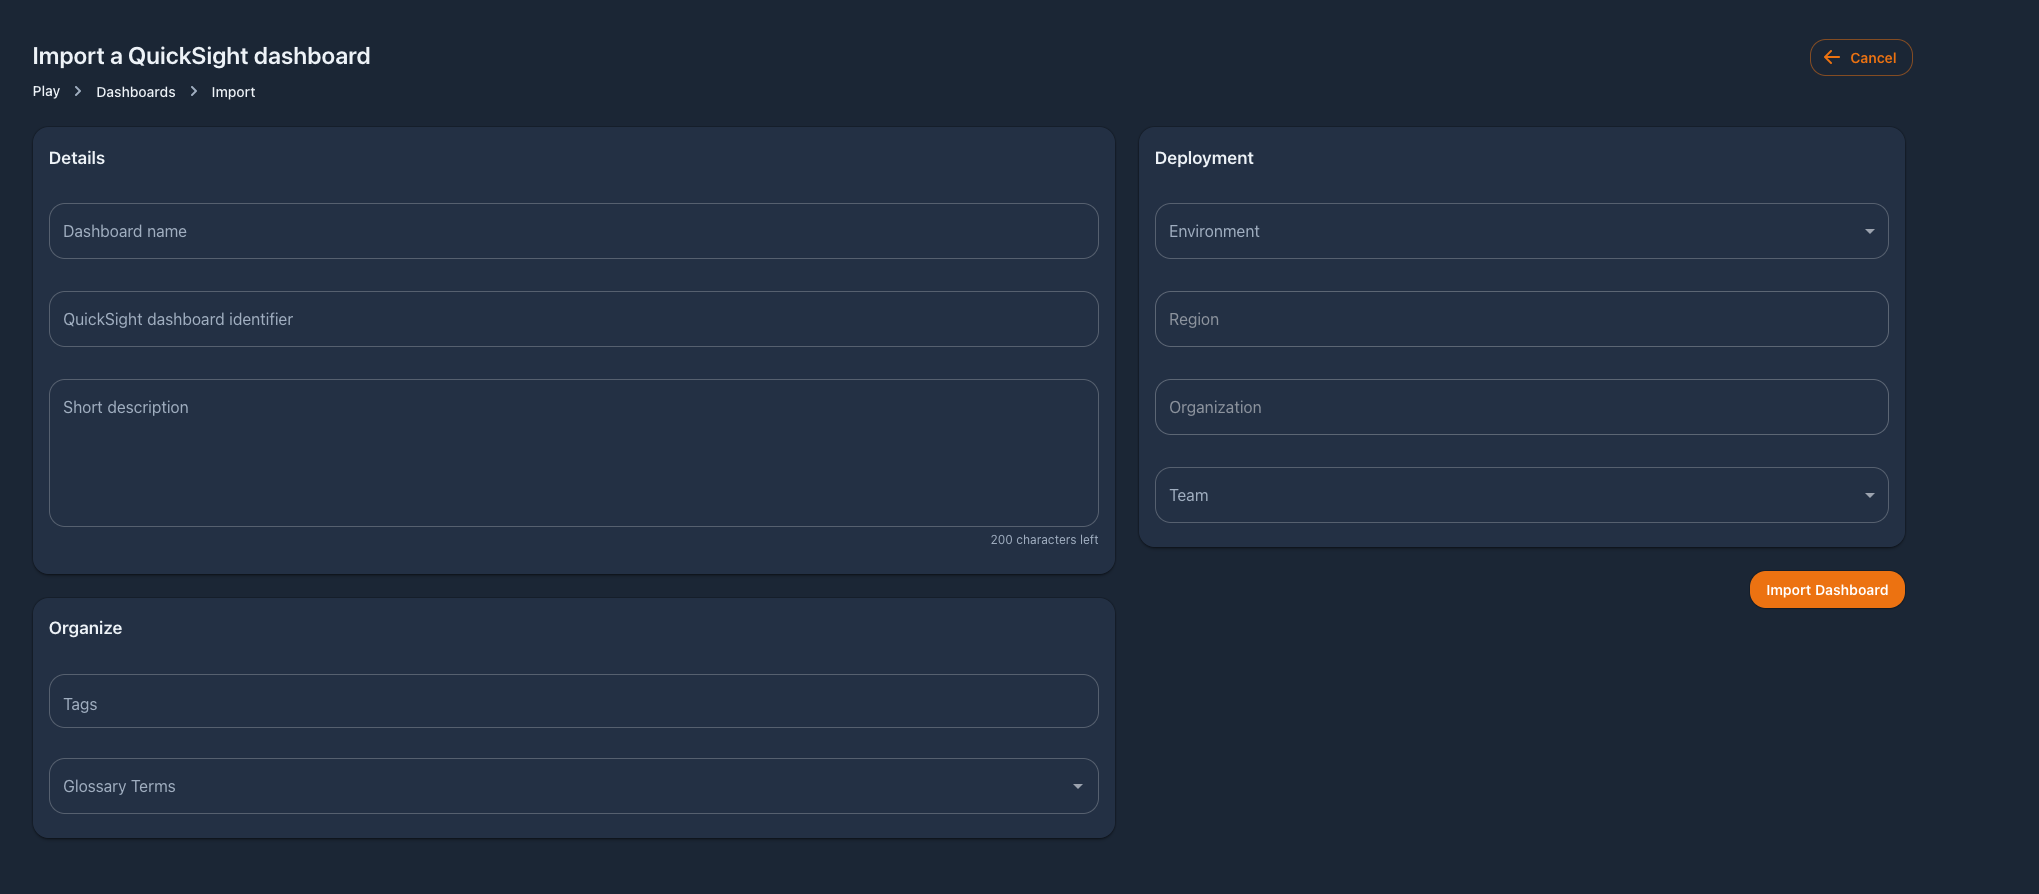 Import a QuickSight dashboard
Cancel
Play
Dashboards
Import
Details
Dashboard name
QuickSight dashboard identifier
Short description
200 characters left
Deployment
Environment
Region
Organization
Team
Import Dashboard
Organize
Tags
Glossary Terms